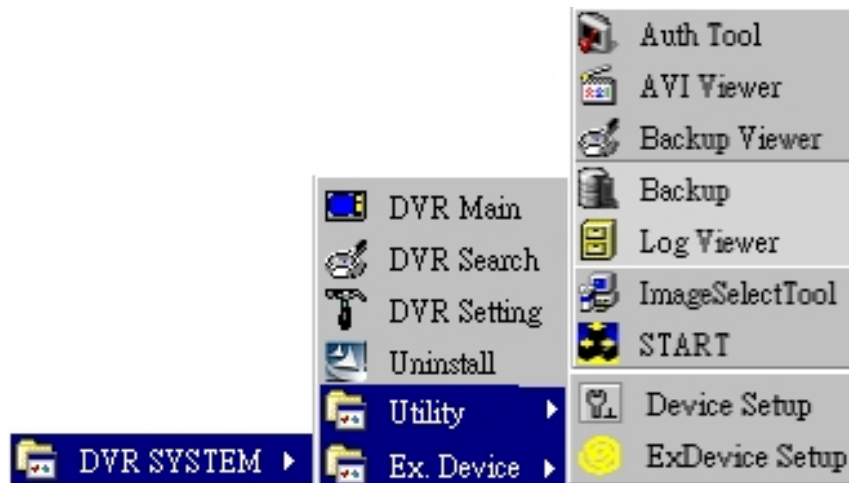 DVR SYSTEM
DVR Main
DVR Search
DVR Setting
Uninstall
Utility
Ex. Device
Auth Tool
AVI Viewer
Backup Viewer
Backup
Log Viewer
ImageSelectTool
START
Device Setup
ExDevice Setup